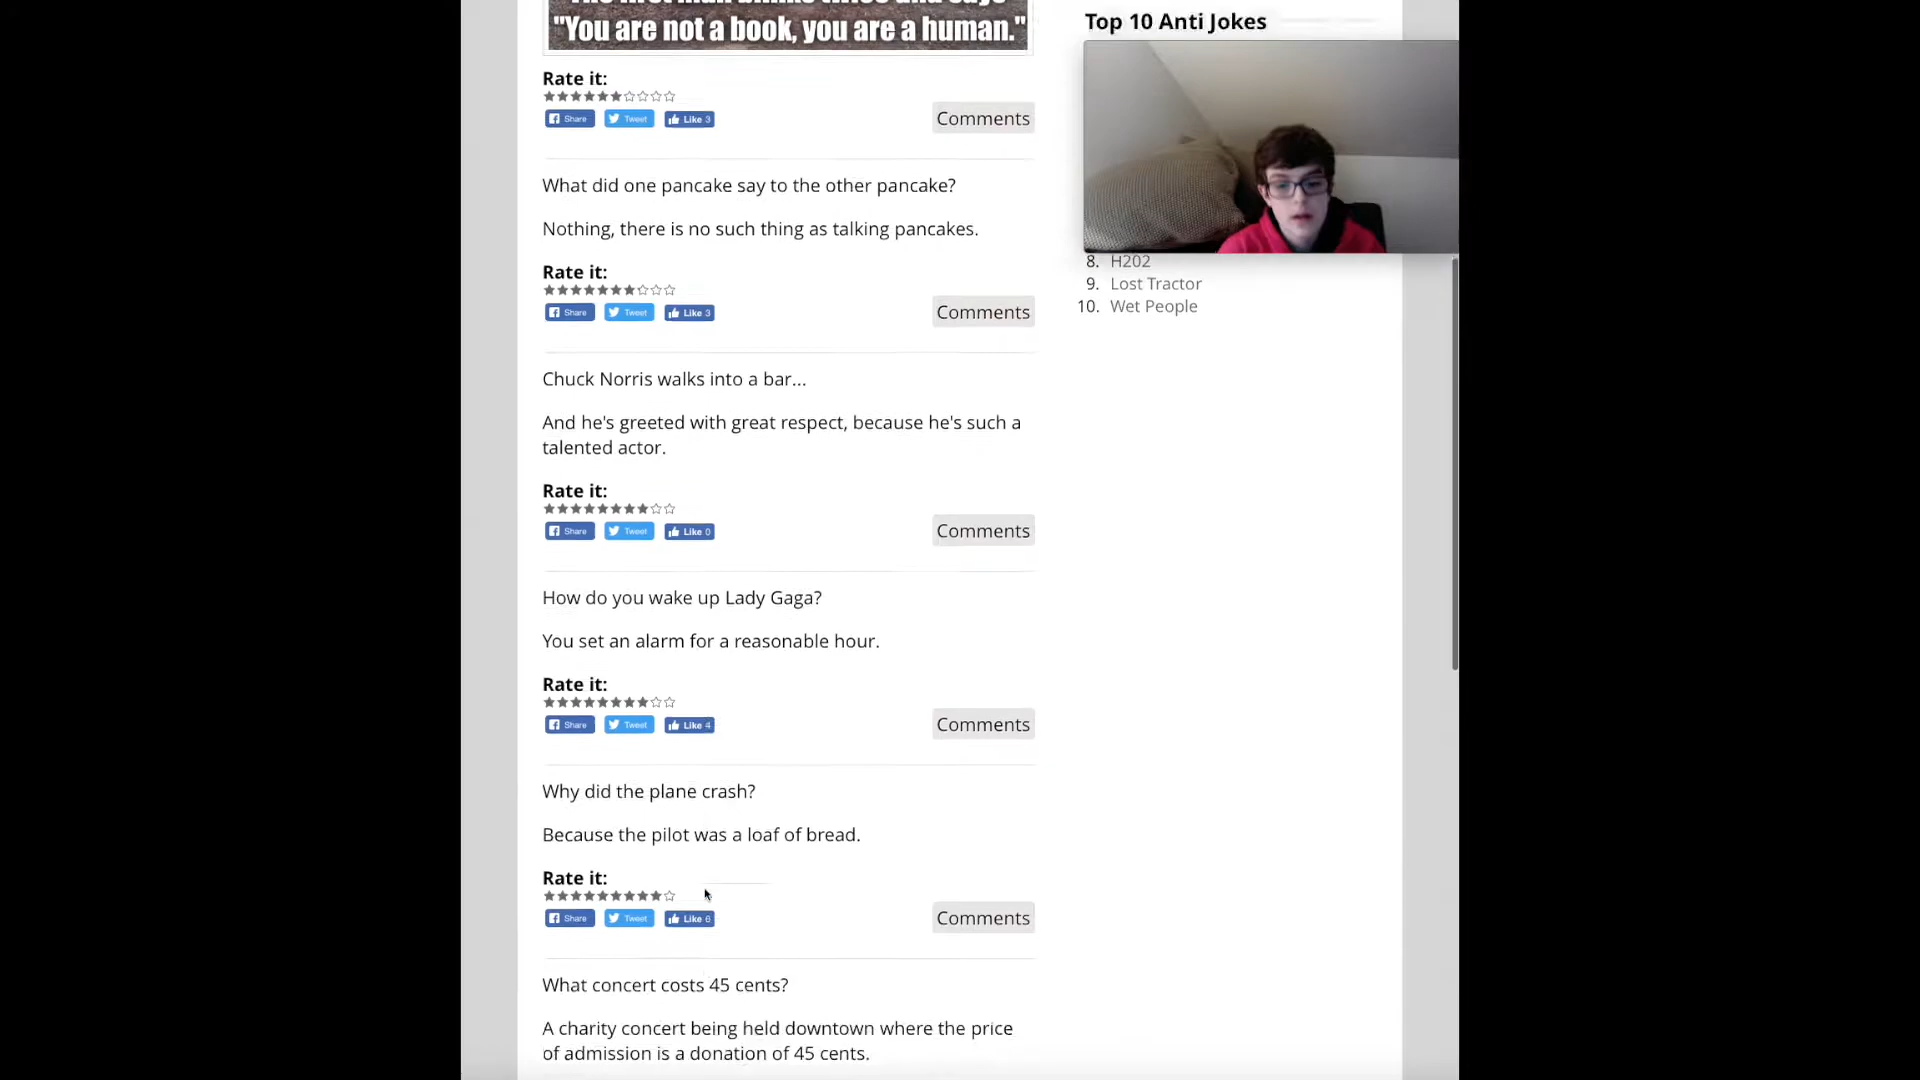 "You are not a book, you are a human."
Rate it:
Share Tweet Like 3
Comments
What did one pancake say to the other pancake?
Nothing, there is no such thing as talking pancakes.
Rate it:
Share Tweet Like 3
Comments
Chuck Norris walks into a bar...
And he's greeted with great respect, because he's such a
talented actor.
Rate it:
Share Tweet Like 0
Comments
How do you wake up Lady Gaga?
You set an alarm for a reasonable hour.
Rate it:
Share Tweet Like 4
Comments
Why did the plane crash?
Because the pilot was a loaf of bread.
Rate it:
Share Tweet Like 6
Comments
What concert costs 45 cents?
A charity concert being held downtown where the price
of admission is a donation of 45 cents.
Top 10 Anti Jokes
8. H202
9. Lost Tractor
10. Wet People